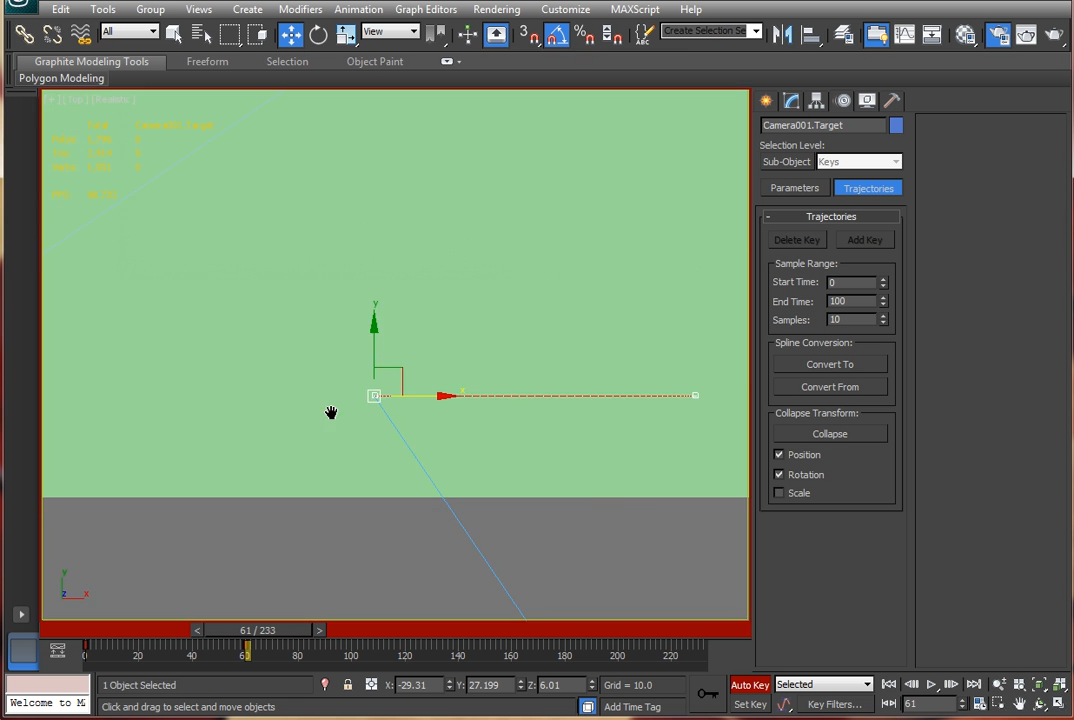 Edit Tools Group Views Create Modifiers Animation Graph Editors Rendering Customize MAXScript Help
All View 3 Create Selection Se
Graphite Modeling Tools Freeform Selection Object Paint
Polygon Modeling
Camera001.Target
Camera001.Target
Selection Level:
Sub-Object Keys
Parameters Trajectories
- Trajectories
Delete Key Add Key
Sample Range:
Start Time: 0
End Time: 100
Samples: 10
Spline Conversion:
Convert To
Convert From
Collapse Transform:
Collapse
Position
Rotation
Scale
y
x
y
z x
< 61 / 233 >
0 20 40 60 80 100 120 140 160 180 200 220
1 Object Selected X: -29.31 Y: 27.199 Z: 6.01 Grid = 10.0 Auto Key Selected
Welcome to M Click and drag to select and move objects Add Time Tag Set Key Key Filters... 61